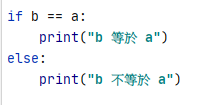 if b == a:
    print("b 等於 a")
else:
    print("b 不等於 a")